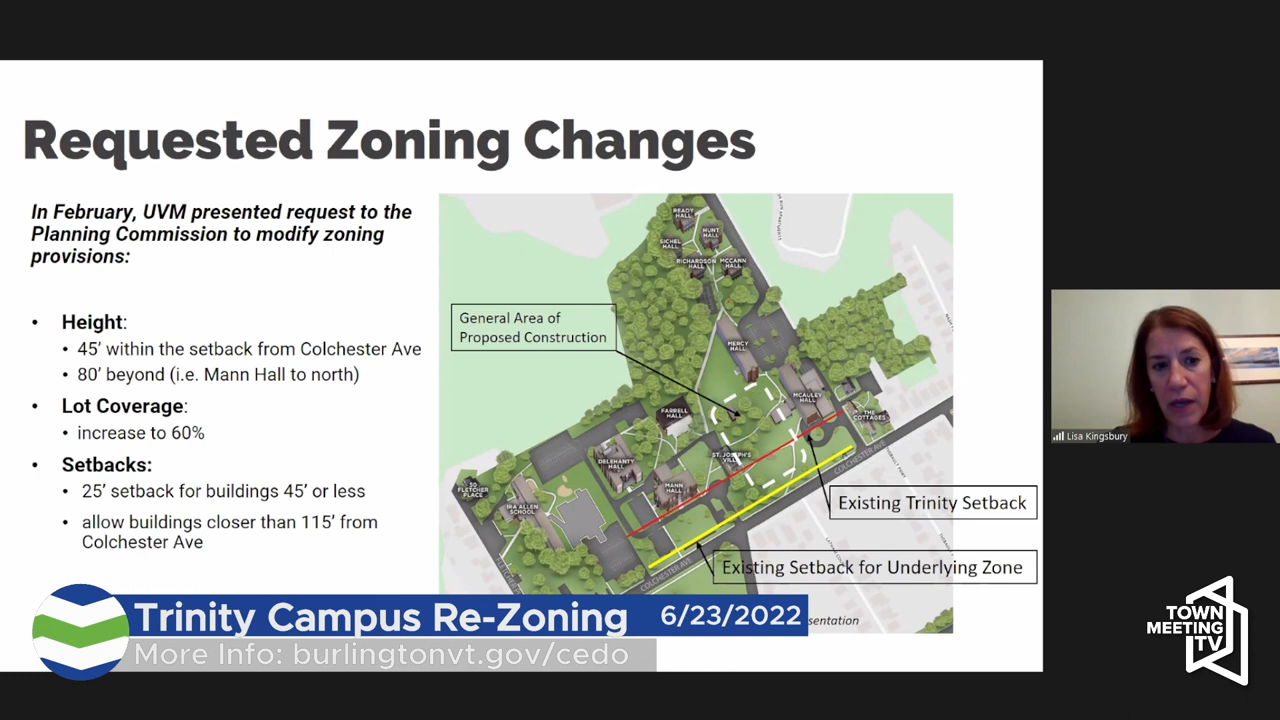 Requested Zoning Changes
In February, UVM presented request to the
Planning Commission to modify zoning
provisions:
• Height:
• 45’ within the setback from Colchester Ave
• 80’ beyond (i.e. Mann Hall to north)
• Lot Coverage:
• increase to 60%
• Setbacks:
• 25’ setback for buildings 45’ or less
• allow buildings closer than 115’ from
Colchester Ave
READY
HALL
HUNT
HALL
SICHEL
HALL
RICHARDSON
HALL
MCCANN
HALL
General Area of
Proposed Construction
MERCY
HALL
MCAULEY
HALL
FARRELL
HALL
THE
COTTAGES
DELEHANTY
HALL
ST. JOSEPH'S
MANN
HALL
FLETCHER
PLACE
IRA ALLEN
SCHOOL
COLCHESTER AVE
Existing Trinity Setback
Existing Setback for Underlying Zone
COLCHESTER AVE
sentation
Lisa Kingsbury
Trinity Campus Re-Zoning 6/23/2022
More Info: burlingtonvt.gov/cedo
TOWN
MEETING
TV